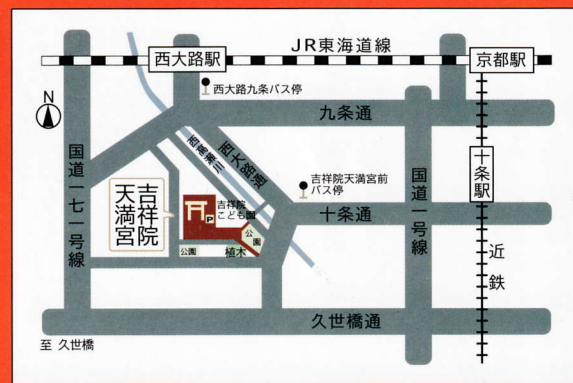 JR東海道線
西大路駅
京都駅
西大路九条バス停
N
九条通
西高瀬川
西大路通
国道一七一号線
吉祥院天満宮前
バス停
十条駅
吉祥院
天満宮
吉祥院
こども園
P
十条通
国道一号線
公園
公園
植木
近鉄
久世橋通
至 久世橋